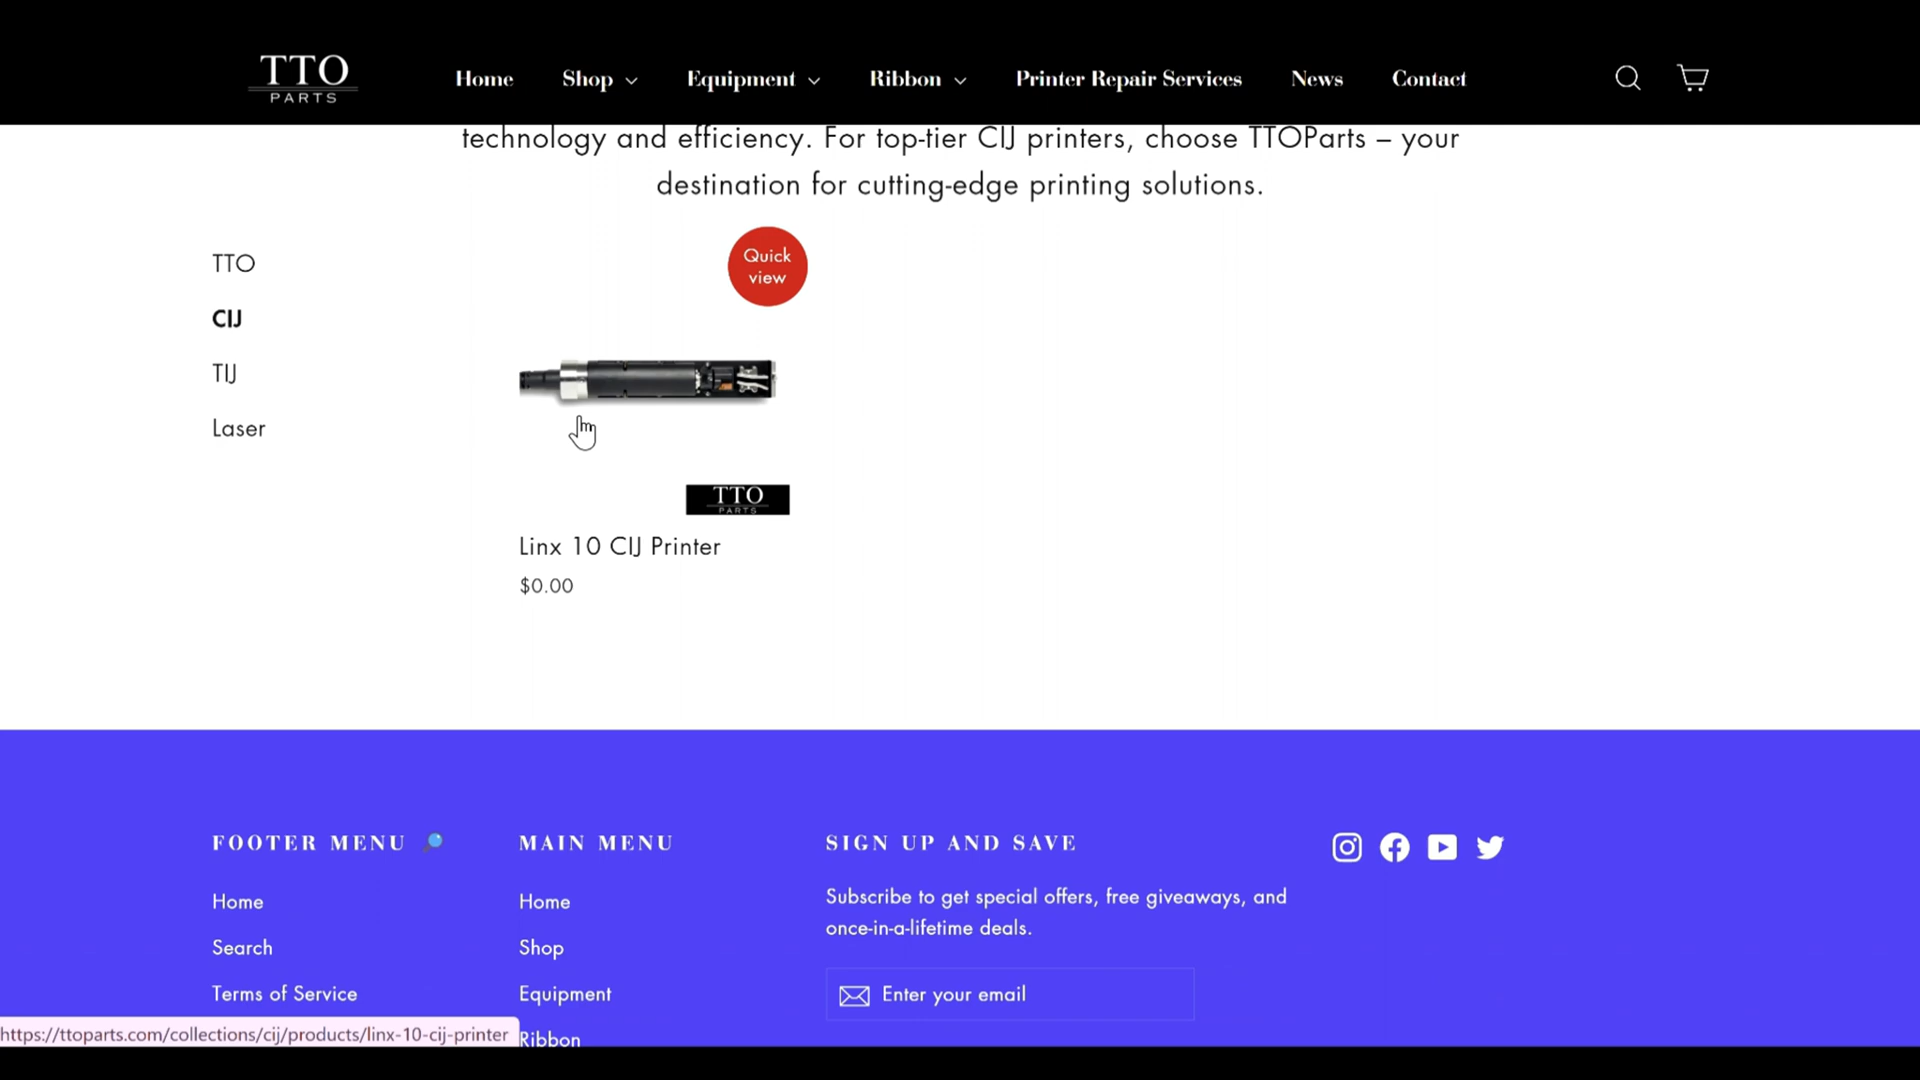 TTO
PARTS
Home
Shop
Equipment
Ribbon
Printer Repair Services
News
Contact
technology and efficiency. For top-tier CIJ printers, choose TTOParts – your
destination for cutting-edge printing solutions.
TTO
CIJ
TIJ
Laser
Quick
view
TTO
PARTS
Linx 10 CIJ Printer
$0.00
FOOTER MENU 🔎
Home
Search
Terms of Service
MAIN MENU
Home
Shop
Equipment
Ribbon
SIGN UP AND SAVE
Subscribe to get special offers, free giveaways, and
once-in-a-lifetime deals.
Enter your email
https://ttoparts.com/collections/cij/products/linx-10-cij-printer